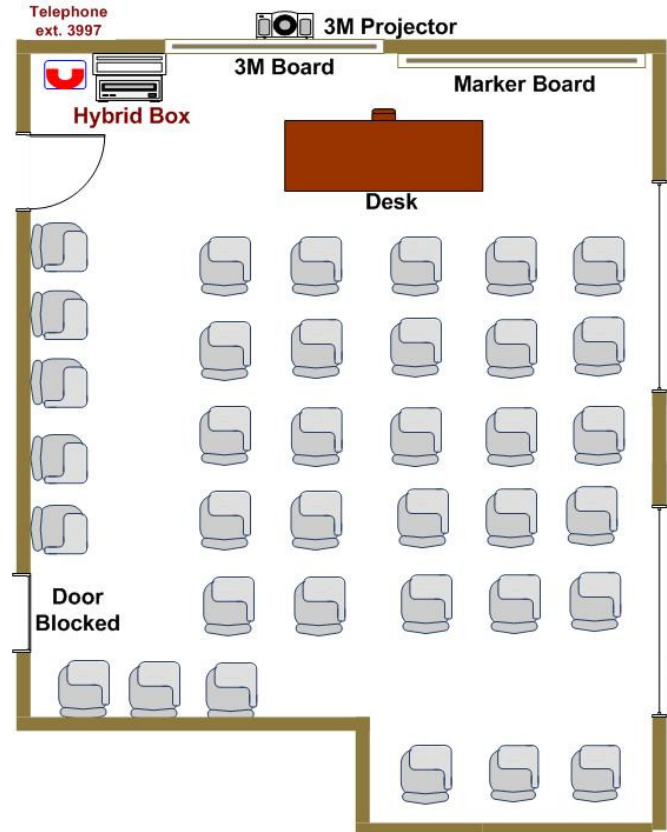 Telephone
ext. 3997
3M Projector
3M Board
Marker Board
Hybrid Box
Desk
Door
Blocked